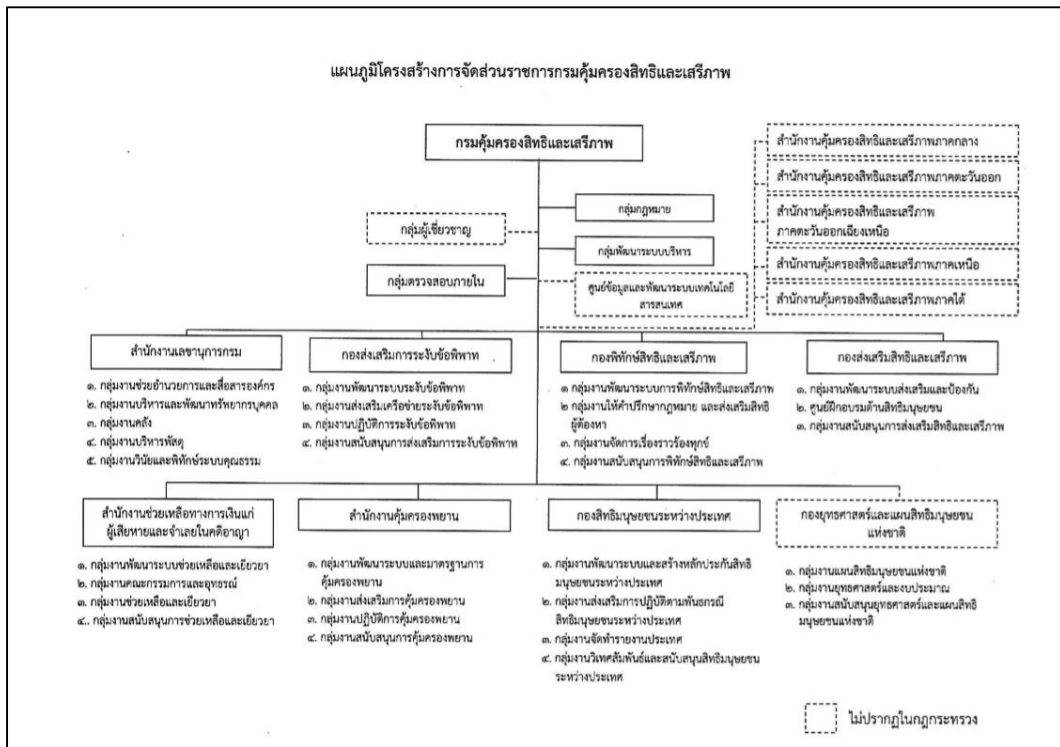 แผนภูมิโครงสร้างการจัดส่วนราชการกรมคุ้มครองสิทธิและเสรีภาพ
กรมคุ้มครองสิทธิและเสรีภาพ
กลุ่มกฎหมาย
กลุ่มผู้เชี่ยวชาญ
กลุ่มพัฒนาระบบบริหาร
กลุ่มตรวจสอบภายใน
ศูนย์ข้อมูลและพัฒนาระบบเทคโนโลยี
สารสนเทศ
สำนักงานคุ้มครองสิทธิและเสรีภาพภาคกลาง
สำนักงานคุ้มครองสิทธิและเสรีภาพภาคตะวันออก
สำนักงานคุ้มครองสิทธิและเสรีภาพ
ภาคตะวันออกเฉียงเหนือ
สำนักงานคุ้มครองสิทธิและเสรีภาพภาคเหนือ
สำนักงานคุ้มครองสิทธิและเสรีภาพภาคใต้
สำนักงานเลขานุการกรม
๑. กลุ่มงานช่วยอำนวยการและสื่อสารองค์กร
๒. กลุ่มงานบริหารและพัฒนาทรัพยากรบุคคล
๓. กลุ่มงานคลัง
๔. กลุ่มงานบริหารพัสดุ
๕. กลุ่มงานวินัยและพิทักษ์ระบบคุณธรรม
กองส่งเสริมการระงับข้อพิพาท
๑. กลุ่มงานพัฒนาระบบระงับข้อพิพาท
๒. กลุ่มงานส่งเสริมเครือข่ายระงับข้อพิพาท
๓. กลุ่มงานปฏิบัติการระงับข้อพิพาท
๔. กลุ่มงานสนับสนุนการส่งเสริมการระงับข้อพิพาท
กองพิทักษ์สิทธิและเสรีภาพ
๑ กลุ่มงานพัฒนาระบบการพิทักษ์สิทธิและเสรีภาพ
๒ กลุ่มงานให้คำปรึกษากฎหมาย และส่งเสริมสิทธิ
ผู้ต้องหา
๓. กลุ่มงานจัดการเรื่องราวร้องทุกข์
๔. กลุ่มงานสนับสนุนการพิทักษ์สิทธิและเสรีภาพ
กองส่งเสริมสิทธิและเสรีภาพ
๑. กลุ่มงานพัฒนาระบบส่งเสริมและป้องกัน
๒. ศูนย์ฝึกอบรมด้านสิทธิมนุษยชน
๓. กลุ่มงานสนับสนุนการส่งเสริมสิทธิและเสรีภาพ
สำนักงานช่วยเหลือทางการเงินแก่
ผู้เสียหายและจำเลยในคดีอาญา
๑. กลุ่มงานพัฒนาระบบช่วยเหลือและเยียวยา
๒. กลุ่มงานคณะกรรมการและอุทธรณ์
๓. กลุ่มงานช่วยเหลือและเยียวยา
๔.. กลุ่มงานสนับสนุนการช่วยเหลือและเยียวยา
สำนักงานคุ้มครองพยาน
๑. กลุ่มงานพัฒนาระบบและมาตรฐานการ
คุ้มครองพยาน
๒. กลุ่มงานส่งเสริมการคุ้มครองพยาน
๓. กลุ่มงานปฏิบัติการคุ้มครองพยาน
๔. กลุ่มงานสนับสนุนการคุ้มครองพยาน
กองสิทธิมนุษยชนระหว่างประเทศ
๑. กลุ่มงานพัฒนาระบบและสร้างหลักประกันสิทธิ
มนุษยชนระหว่างประเทศ
๒. กลุ่มงานส่งเสริมการปฏิบัติตามพันธกรณี
สิทธิมนุษยชนระหว่างประเทศ
๓. กลุ่มงานจัดทำรายงานประเทศ
๔. กลุ่มงานวิเทศสัมพันธ์และสนับสนุนสิทธิมนุษยชน
ระหว่างประเทศ
กองยุทธศาสตร์และแผนสิทธิมนุษยชน
แห่งชาติ
๑. กลุ่มงานแผนสิทธิมนุษยชนแห่งชาติ
๒. กลุ่มงานยุทธศาสตร์และงบประมาณ
๓. กลุ่มงานสนับสนุนยุทธศาสตร์และแผนสิทธิ
มนุษยชนแห่งชาติ
ไม่ปรากฏในกฎกระทรวง